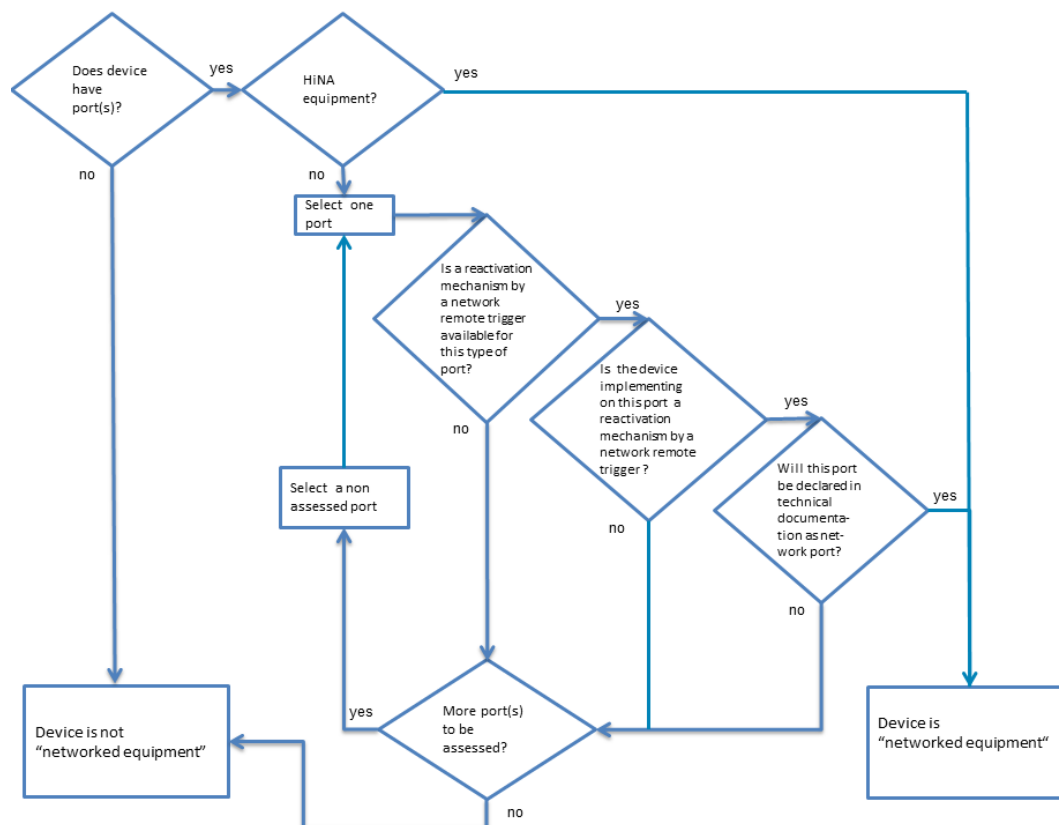 Does device
have
port(s)?
yes
HiNA
equipment?
yes
no
no
Select one
port
Is a reactivation
mechanism by
a network
remote trigger
available for
this type of
port?
yes
Is the device
implementing
on this port a
reactivation
mechanism by a
network remote
trigger ?
yes
no
Will this port
be declared in
technical
documenta-
tion as net-
work port?
yes
Select a non
assessed port
no
no
More port(s)
to be
assessed?
yes
Device is not
“networked equipment”
Device is
“networked equipment“
no